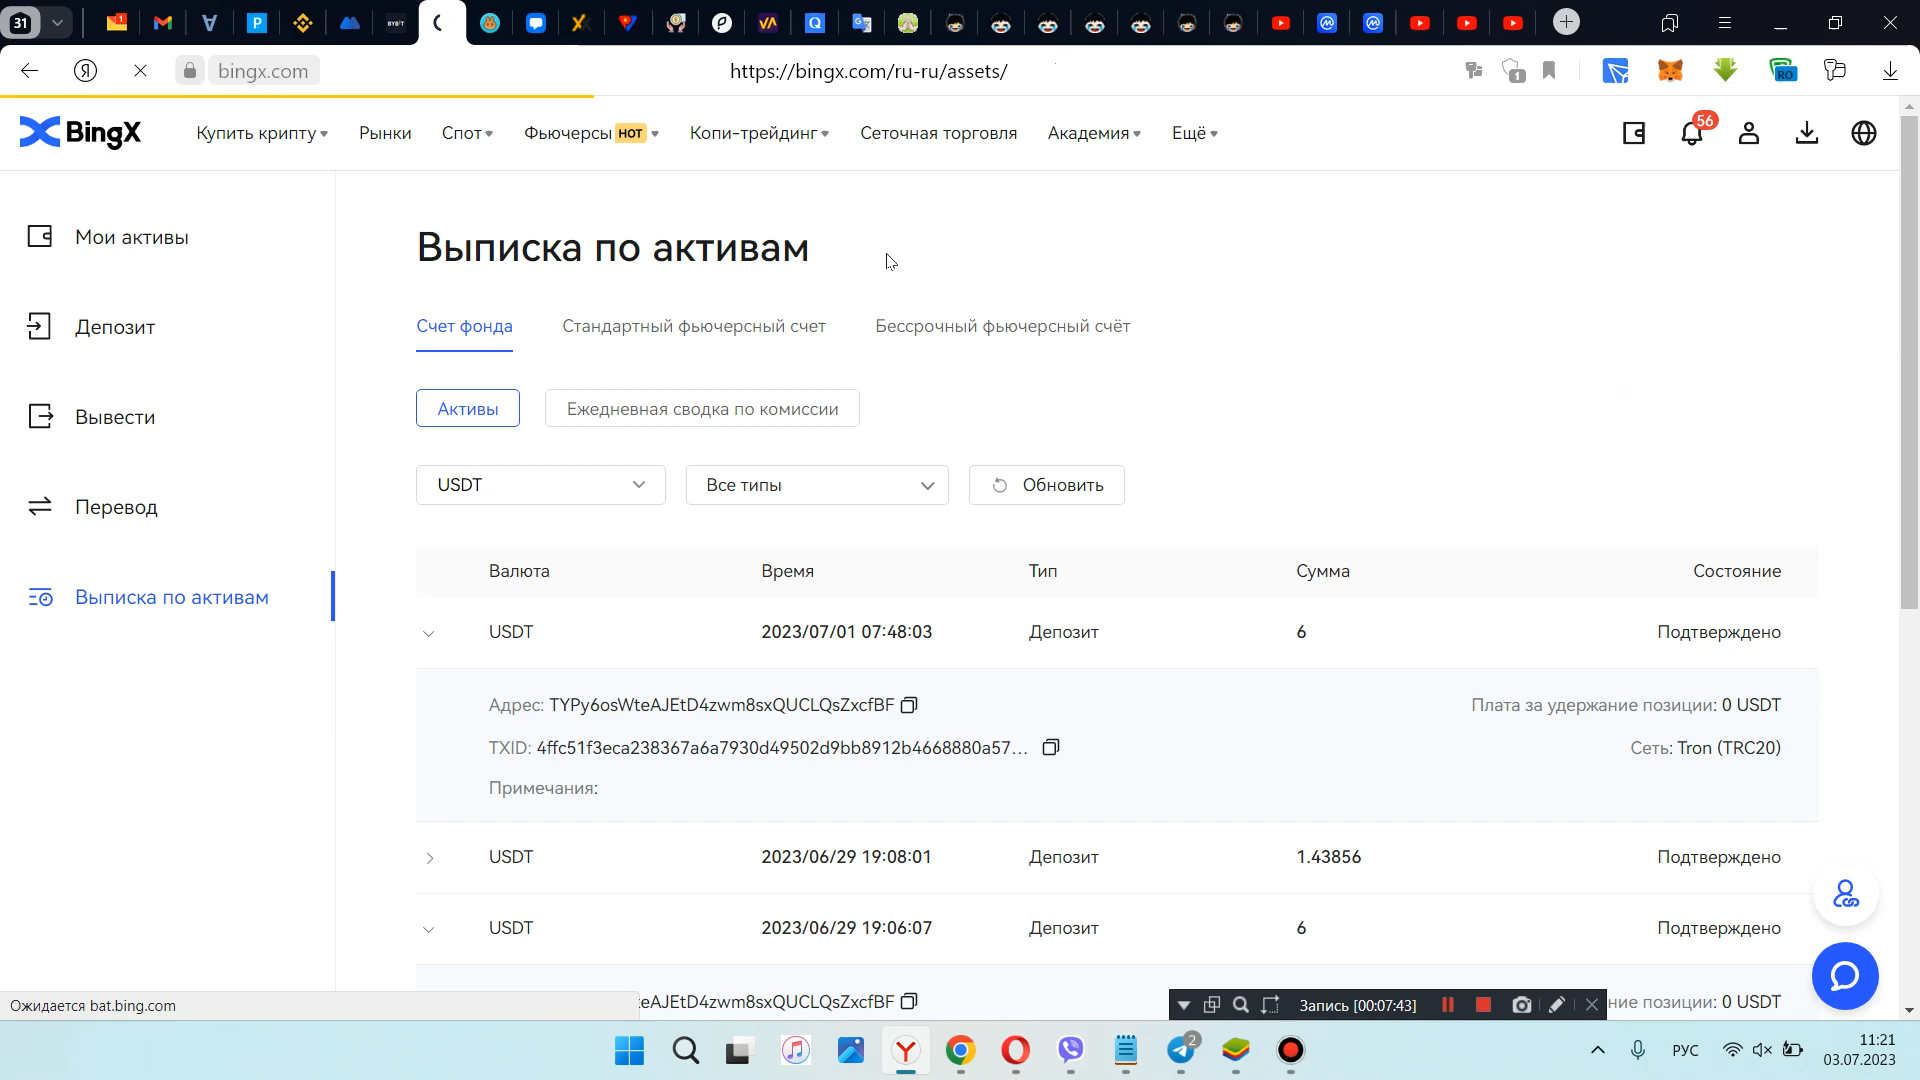 31
1
BYBIT
bingx.com
https://bingx.com/ru-ru/assets/
1
RO
BingX
Купить крипту
Рынки
Спот
Фьючерсы HOT
Копи-трейдинг
Сеточная торговля
Академия
Ещё
56
Мои активы
Депозит
Вывести
Перевод
Выписка по активам
Выписка по активам
Счет фонда
Стандартный фьючерсный счет
Бессрочный фьючерсный счёт
Активы
Ежедневная сводка по комиссии
USDT
Все типы
Обновить
Валюта Время Тип Сумма Состояние
USDT 2023/07/01 07:48:03 Депозит 6 Подтверждено
Адрес: TYPy6osWteAJEtD4zwm8sxQUCLQsZxcfBF Плата за удержание позиции: 0 USDT
TXID: 4ffc51f3eca238367a6a7930d49502d9bb8912b4668880a57... Сеть: Tron (TRC20)
Примечания:
USDT 2023/06/29 19:08:01 Депозит 1.43856 Подтверждено
USDT 2023/06/29 19:06:07 Депозит 6 Подтверждено
Ожидается bat.bing.com
eAJEtD4zwm8sxQUCLQsZxcfBF
Запись [00:07:43]
ние позиции: 0 USDT
2
РУС
11:21
03.07.2023